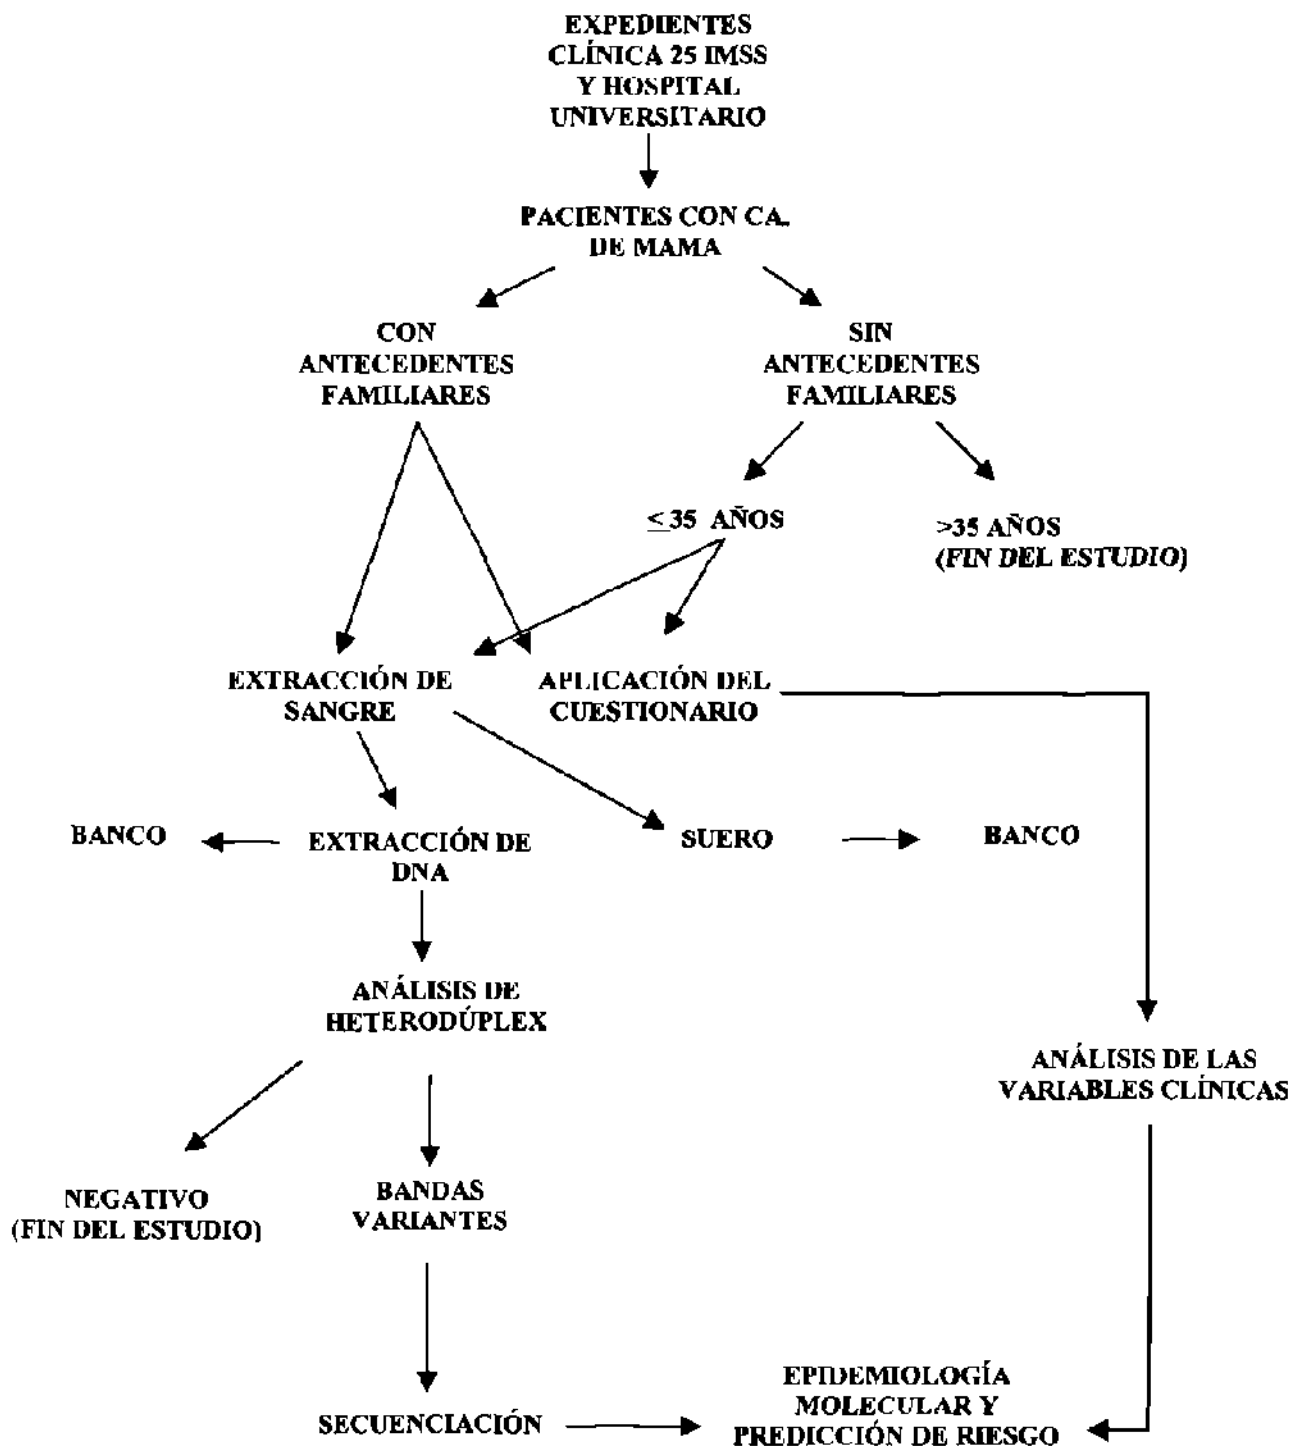 EXPEDIENTES
CLÍNICA 25 IMSS
Y HOSPITAL
UNIVERSITARIO
PACIENTES CON CA.
DE MAMA
CON
ANTECEDENTES
FAMILIARES
SIN
ANTECEDENTES
FAMILIARES
≤ 35 AÑOS
>35 AÑOS
(FIN DEL ESTUDIO)
EXTRACCIÓN DE
SANGRE
APLICACIÓN DEL
CUESTIONARIO
BANCO
EXTRACCIÓN DE
DNA
SUERO
BANCO
ANÁLISIS DE
HETERODÚPLEX
ANÁLISIS DE LAS
VARIABLES CLÍNICAS
NEGATIVO
(FIN DEL ESTUDIO)
BANDAS
VARIANTES
SECUENCIACIÓN
EPIDEMIOLOGÍA
MOLECULAR Y
PREDICCIÓN DE RIESGO